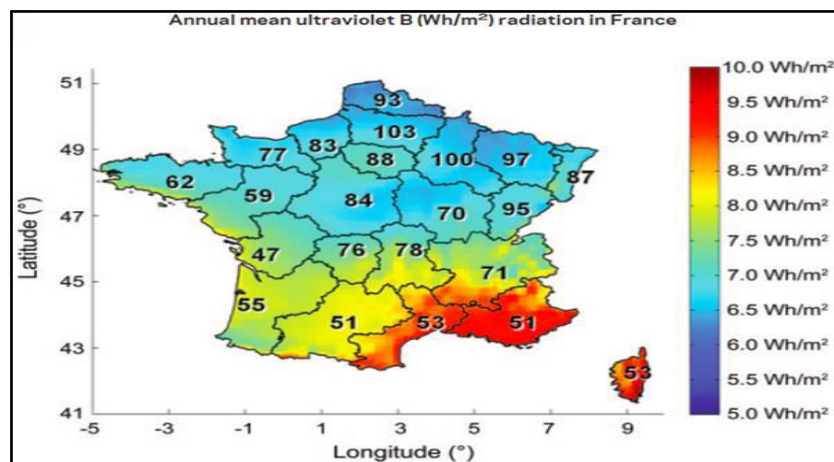 Annual mean ultraviolet B (Wh/m²) radiation in France
51
49
47
45
43
41
Latitude (°)
-5
-3
-1
1
3
5
7
9
Longitude (°)
93
103
83
77
88
100
97
87
62
59
84
70
95
47
76
78
71
55
51
53
51
53
10.0 Wh/m²
9.5 Wh/m²
9.0 Wh/m²
8.5 Wh/m²
8.0 Wh/m²
7.5 Wh/m²
7.0 Wh/m²
6.5 Wh/m²
6.0 Wh/m²
5.5 Wh/m²
5.0 Wh/m²